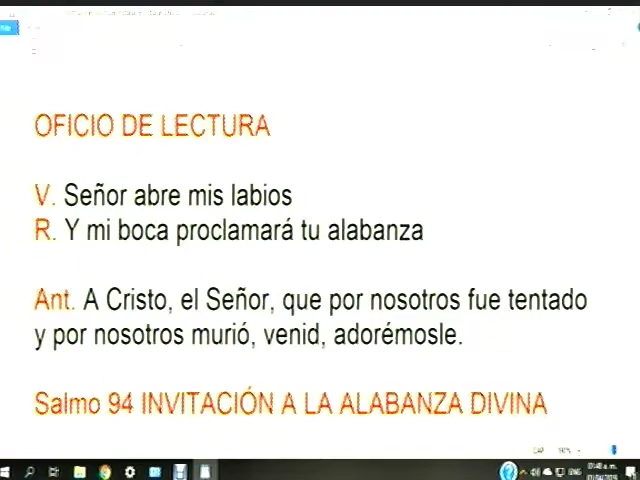 OFICIO DE LECTURA
V. Señor abre mis labios
R. Y mi boca proclamará tu alabanza
Ant. A Cristo, el Señor, que por nosotros fue tentado
y por nosotros murió, venid, adorémosle.
Salmo 94 INVITACIÓN A LA ALABANZA DIVINA
ENG